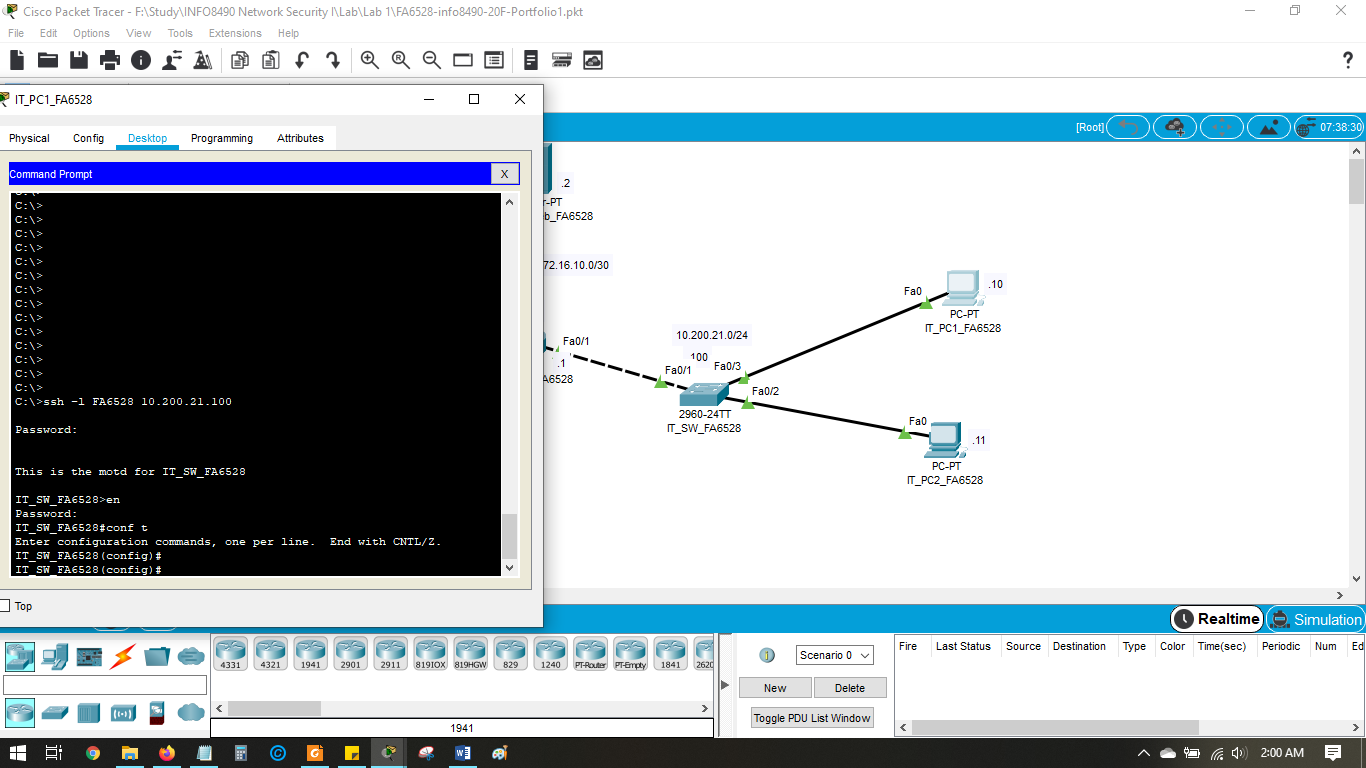 Cisco Packet Tracer - F:\Study\INFO8490 Network Security I\Lab\Lab 1\FA6528-info8490-20F-Portfolio1.pkt
File Edit Options View Tools Extensions Help
IT_PC1_FA6528
Physical Config Desktop Programming Attributes
Command Prompt X
C:\>
C:\>
C:\>
C:\>
C:\>
C:\>
C:\>
C:\>
C:\>
C:\>
C:\>
C:\>
C:\>
C:\>
C:\>ssh -l FA6528 10.200.21.100
Password:
This is the motd for IT_SW_FA6528
IT_SW_FA6528>en
Password:
IT_SW_FA6528#conf t
Enter configuration commands, one per line. End with CNTL/Z.
IT_SW_FA6528(config)#
IT_SW_FA6528(config)#
Top
[Root] 07:38:30
.2
r-PT
b_FA6528
72.16.10.0/30
Fa0/1
.1
A6528
10.200.21.0/24
100
Fa0/1
Fa0/3
Fa0/2
2960-24TT
IT_SW_FA6528
Fa0
.10
PC-PT
IT_PC1_FA6528
Fa0
.11
PC-PT
IT_PC2_FA6528
Realtime Simulation
4331 4321 1941 2901 2911 819IOX 819HGW 829 1240 PT-Router PT-Empty 1841 2620
1941
Scenario 0
New Delete
Toggle PDU List Window
Fire Last Status Source Destination Type Color Time(sec) Periodic Num Ed
2:00 AM